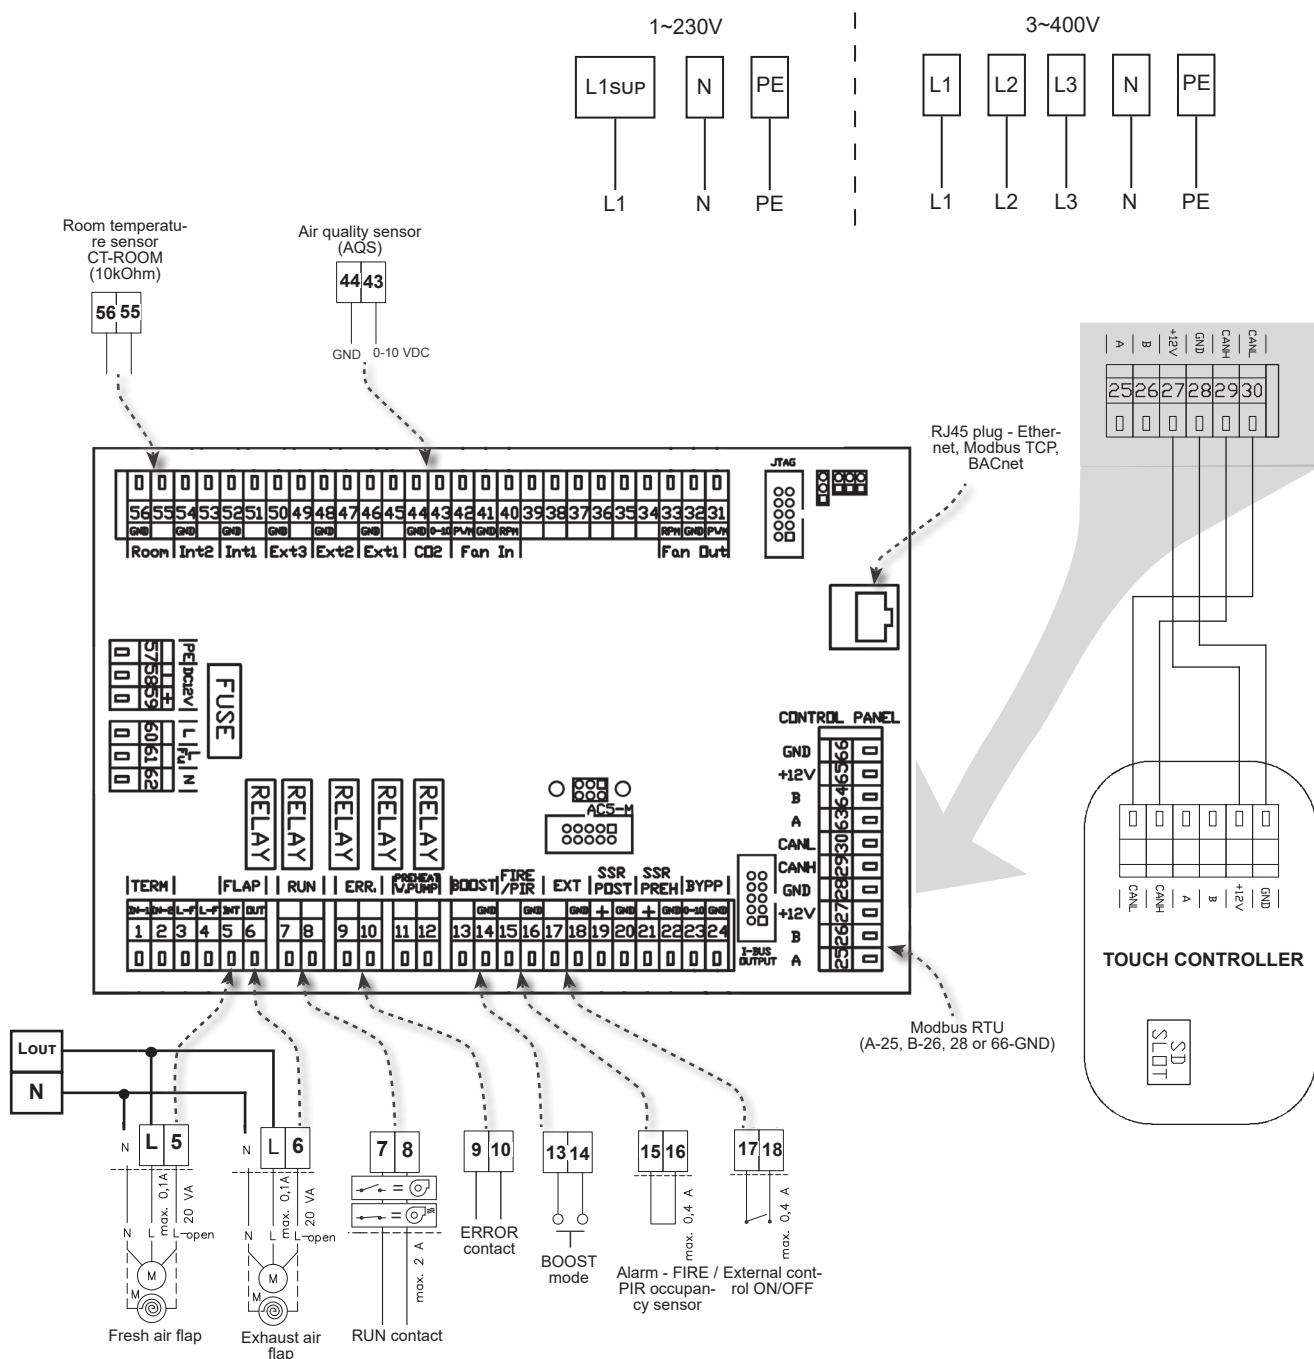 1~230V
3~400V
L1SUP N PE
L1 L2 L3 N PE
L1 N PE
L1 L2 L3 N PE
Room temperatu-
re sensor
CT-ROOM
(10kOhm)
56 55
Air quality sensor
(AQS)
44 43
GND 0-10 VDC
A B +12V GND CANH CANL
25 26 27 28 29 30
RJ45 plug - Ether-
net, Modbus TCP,
BACnet
JTAG
56 55 54 53 52 51 50 49 48 47 46 45 44 43 42 41 40 39 38 37 36 35 34 33 32 31
GND GND GND GND GND GND GND 0-10 PWM GND RPM RPM GND PWM
Room Int2 Int1 Ext3 Ext2 Ext1 CO2 Fan In Fan Out
PE DC12V - +
57 58 59
L L Fu N
60 61 62
FUSE
RELAY RELAY RELAY RELAY RELAY
AC5-M
CONTROL PANEL
GND 66
+12V 65
B 64
A 63
CANL 30
CANH 29
GND 28
+12V 27
B 26
A 25
I-BUS
OUTPUT
TERM FLAP RUN ERR. PREHEAT
W.PUMP BOOST FIRE
/PIR EXT SSR
POST SSR
PREH BYPP
IN-1 IN-2 L-F L-F INT OUT GND GND GND + GND + GND 0-10 GND
1 2 3 4 5 6 7 8 9 10 11 12 13 14 15 16 17 18 19 20 21 22 23 24
Modbus RTU
(A-25, B-26, 28 or 66-GND)
CANL CANH A B +12V GND
TOUCH CONTROLLER
SD
SLOT
LOUT
N
N L 5
max. 0,1A
20 VA
N L L-open
M
M
Fresh air flap
N L 6
max. 0,1A
20 VA
N L L-open
M
M
Exhaust air
flap
7 8
=
=
max. 2 A
RUN contact
9 10
ERROR
contact
13 14
BOOST
mode
15 16
max. 0,4 A
Alarm - FIRE /
PIR occupan-
cy sensor
17 18
max. 0,4 A
External cont-
rol ON/OFF